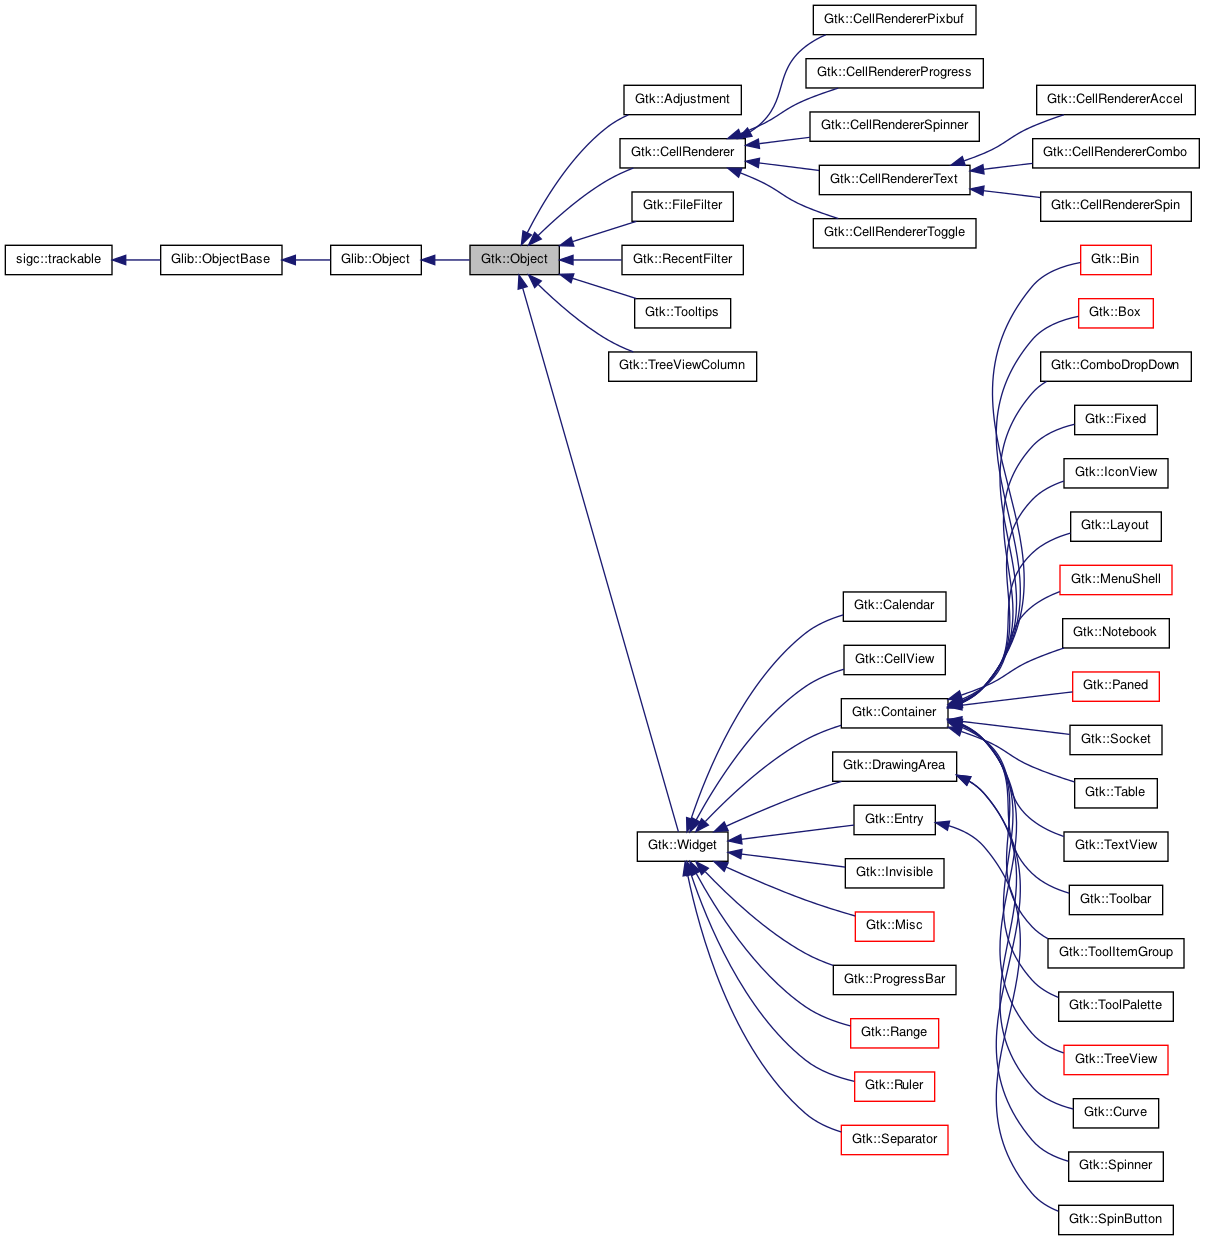 Gtk::CellRendererPixbuf
Gtk::CellRendererProgress
Gtk::Adjustment
Gtk::CellRendererAccel
Gtk::CellRendererSpinner
Gtk::CellRenderer
Gtk::CellRendererCombo
Gtk::CellRendererText
Gtk::FileFilter
Gtk::CellRendererSpin
Gtk::CellRendererToggle
sigc::trackable
Glib::ObjectBase
Glib::Object
Gtk::Object
Gtk::RecentFilter
Gtk::Bin
Gtk::Tooltips
Gtk::Box
Gtk::TreeViewColumn
Gtk::ComboDropDown
Gtk::Fixed
Gtk::IconView
Gtk::Layout
Gtk::MenuShell
Gtk::Calendar
Gtk::Notebook
Gtk::CellView
Gtk::Paned
Gtk::Container
Gtk::Socket
Gtk::DrawingArea
Gtk::Table
Gtk::Entry
Gtk::Widget
Gtk::TextView
Gtk::Invisible
Gtk::Toolbar
Gtk::Misc
Gtk::ToolItemGroup
Gtk::ProgressBar
Gtk::ToolPalette
Gtk::Range
Gtk::TreeView
Gtk::Ruler
Gtk::Curve
Gtk::Separator
Gtk::Spinner
Gtk::SpinButton